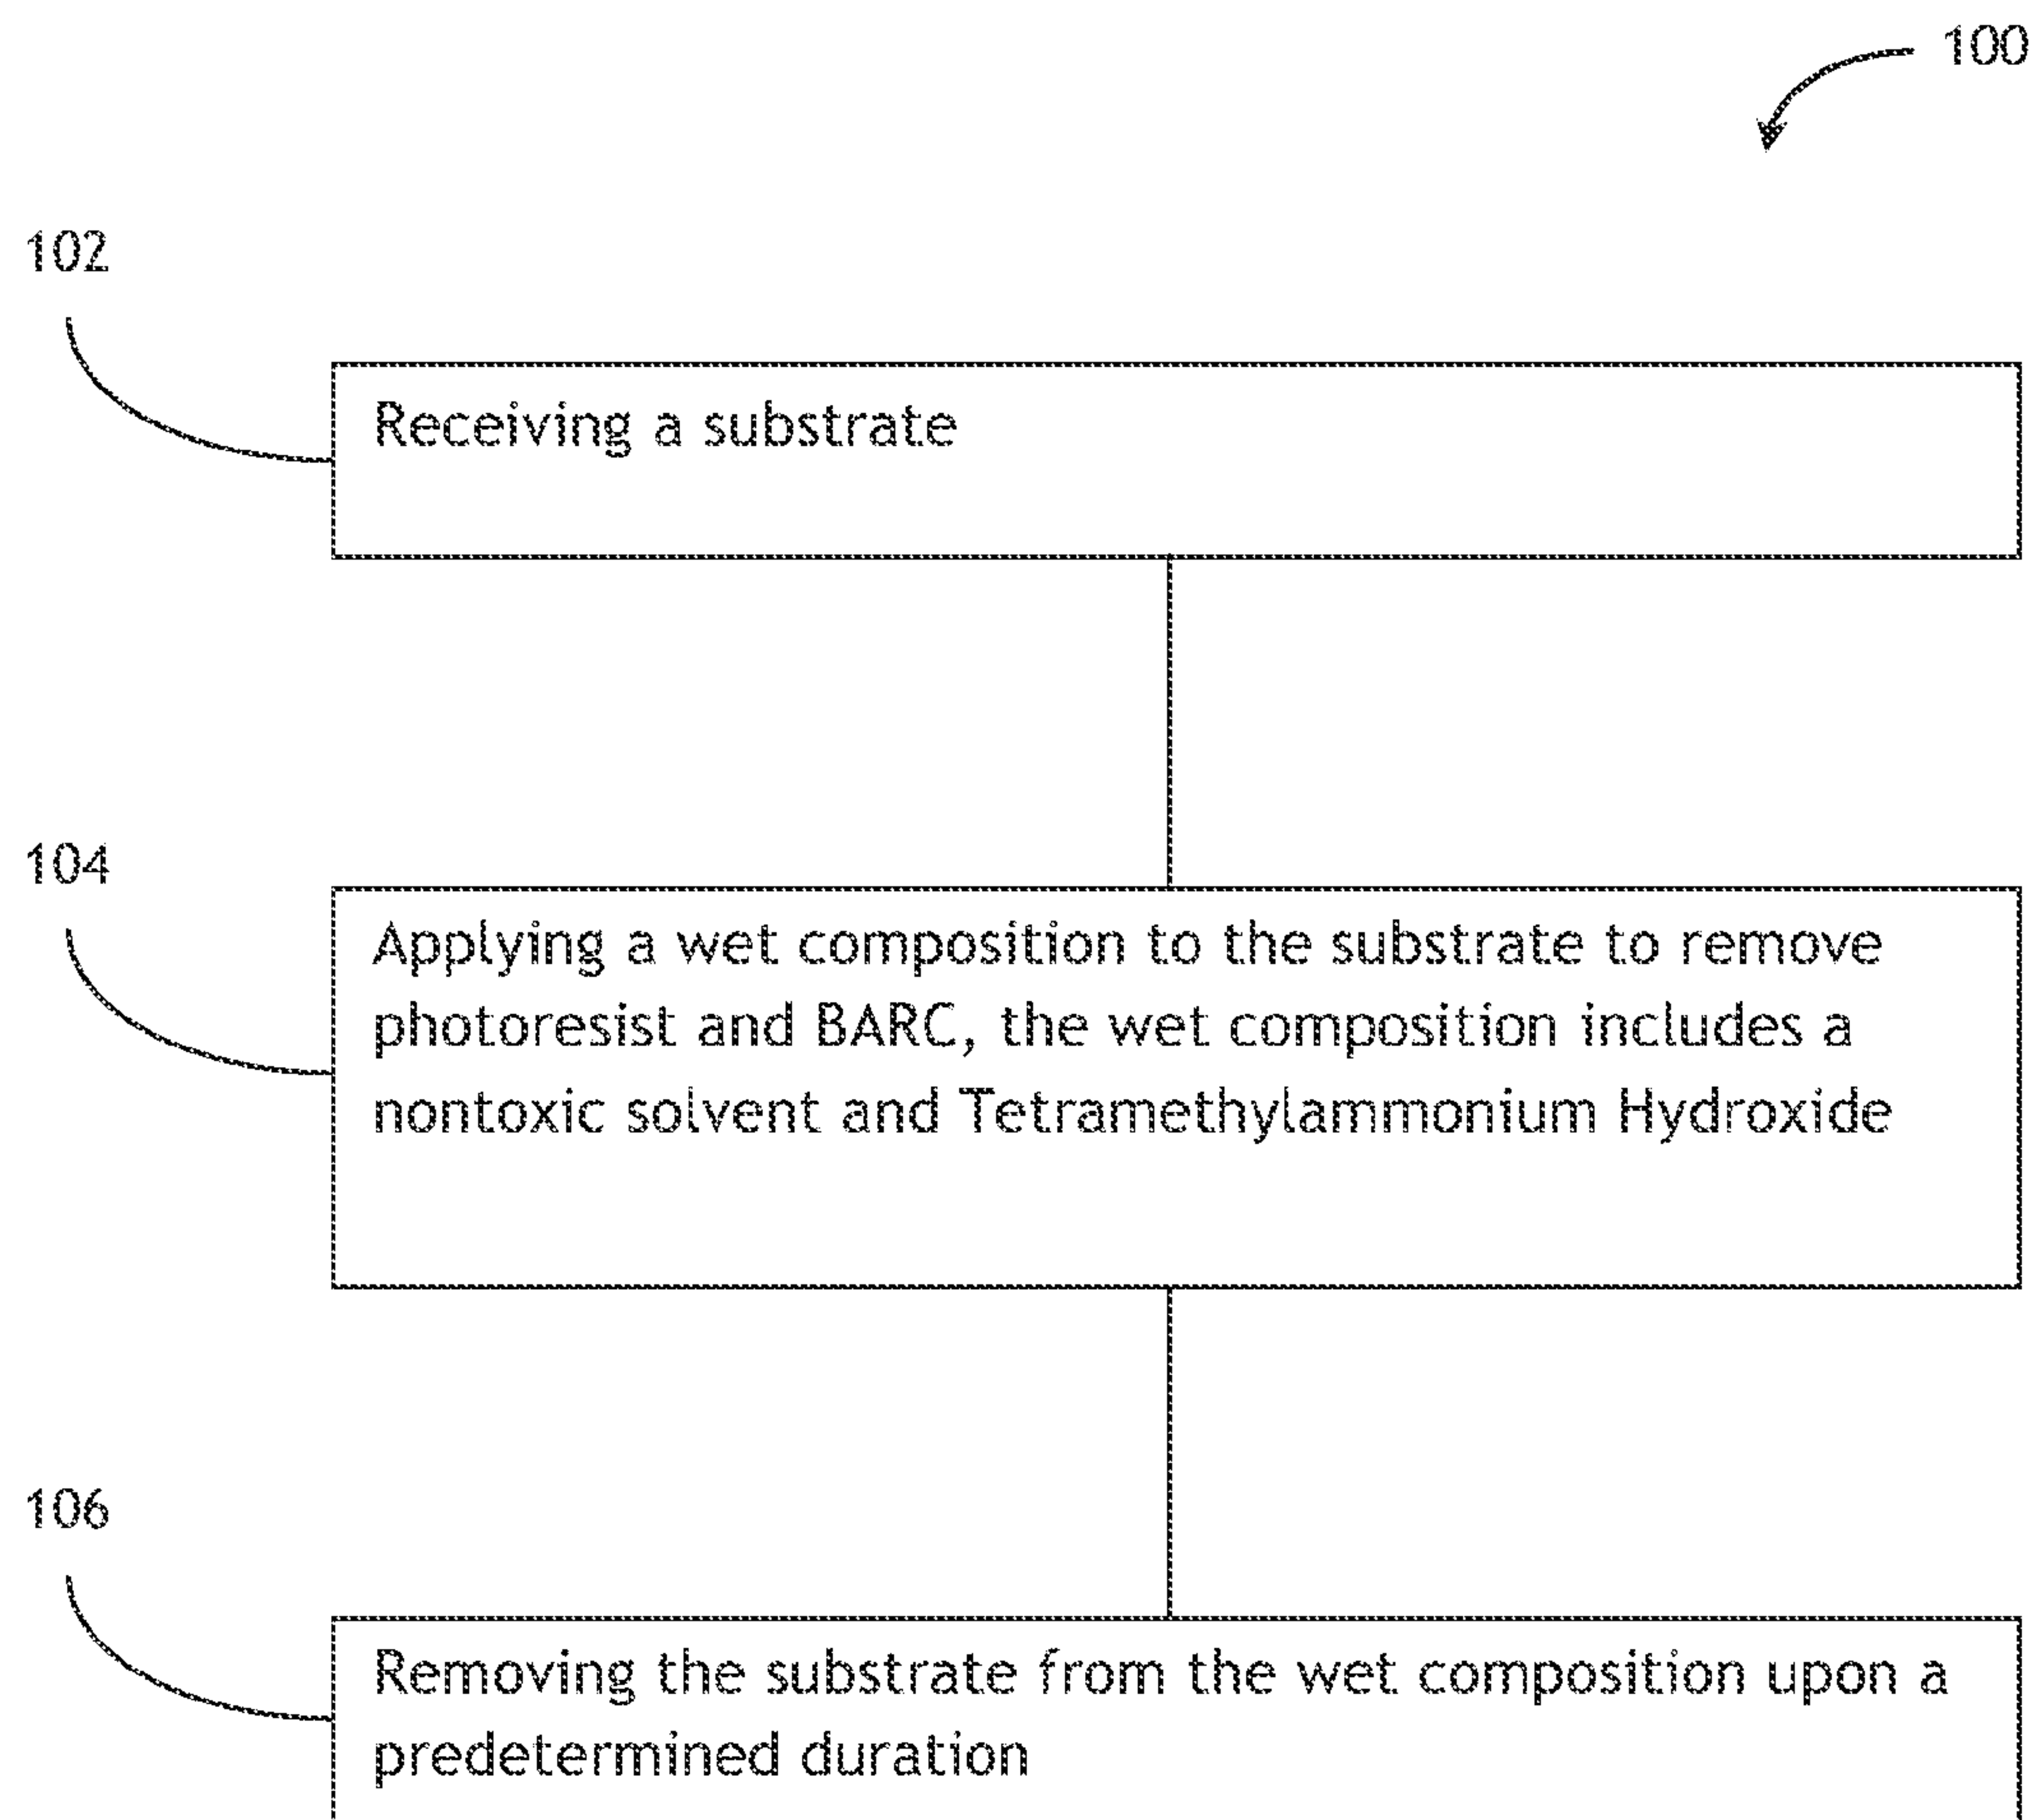 100
102
Receiving a substrate
104
Applying a wet composition to the substrate to remove
photoresist and BARC, the wet composition includes a
nontoxic solvent and Tetramethylammonium Hydroxide
106
Removing the substrate from the wet composition upon a
predetermined duration